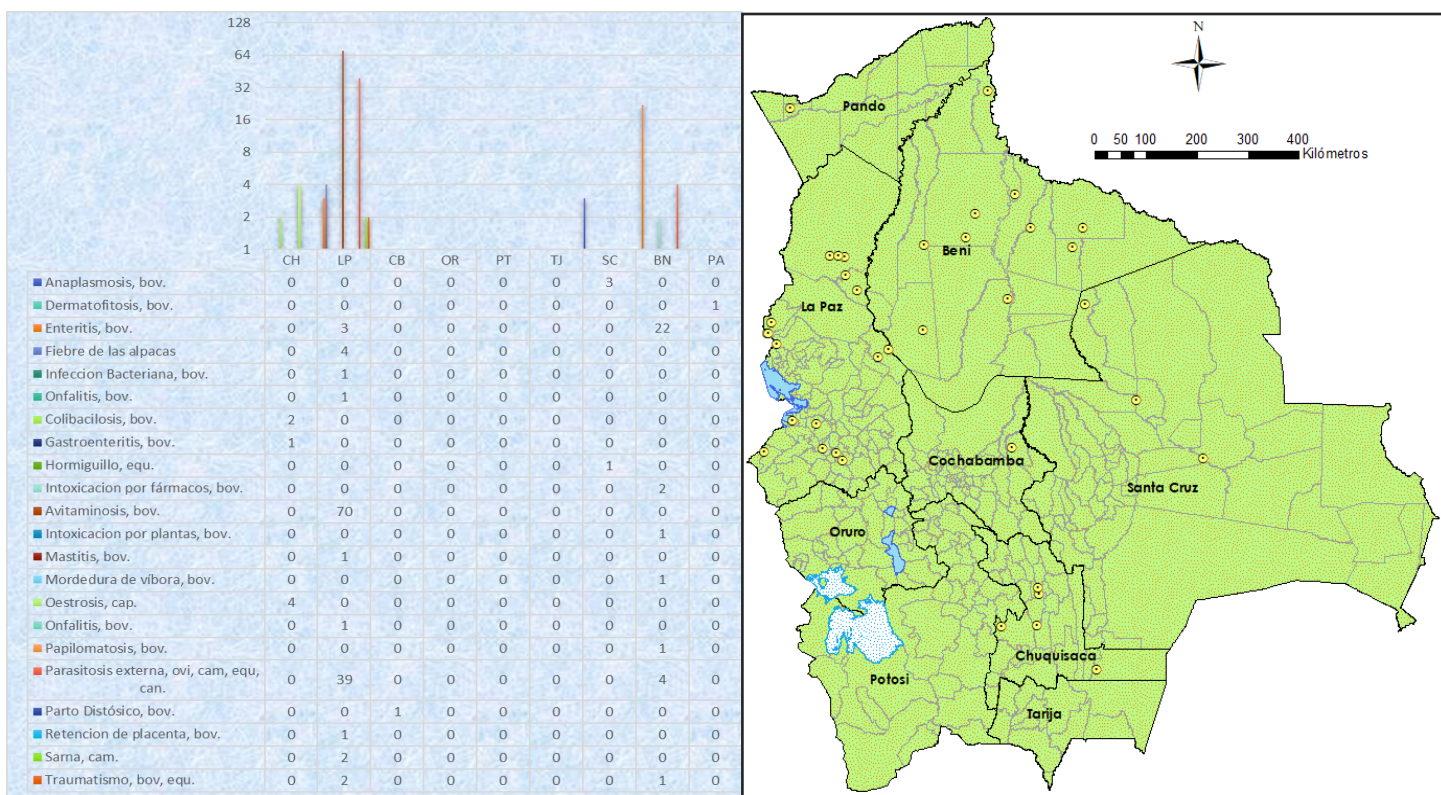 128
64
32
16
8
4
2
1
CH LP CB OR PT TJ SC BN PA
Anaplasmosis, bov. 0 0 0 0 0 0 3 0 0
Dermatofitosis, bov. 0 0 0 0 0 0 0 0 1
Enteritis, bov. 0 3 0 0 0 0 0 22 0
Fiebre de las alpacas 0 4 0 0 0 0 0 0 0
Infeccion Bacteriana, bov. 0 1 0 0 0 0 0 0 0
Onfalitis, bov. 0 1 0 0 0 0 0 0 0
Colibacilosis, bov. 2 0 0 0 0 0 0 0 0
Gastroenteritis, bov. 1 0 0 0 0 0 0 0 0
Hormiguillo, equ. 0 0 0 0 0 0 1 0 0
Intoxicacion por fármacos, bov. 0 0 0 0 0 0 0 2 0
Avitaminosis, bov. 0 70 0 0 0 0 0 0 0
Intoxicacion por plantas, bov. 0 0 0 0 0 0 0 1 0
Mastitis, bov. 0 1 0 0 0 0 0 0 0
Mordedura de víbora, bov. 0 0 0 0 0 0 0 1 0
Oestrosis, cap. 4 0 0 0 0 0 0 0 0
Onfalitis, bov. 0 1 0 0 0 0 0 0 0
Papilomatosis, bov. 0 0 0 0 0 0 0 1 0
Parasitosis externa, ovi, cam, equ,
can. 0 39 0 0 0 0 0 4 0
Parto Distósico, bov. 0 0 1 0 0 0 0 0 0
Retencion de placenta, bov. 0 1 0 0 0 0 0 0 0
Sarna, cam. 0 2 0 0 0 0 0 0 0
Traumatismo, bov, equ. 0 2 0 0 0 0 0 1 0
N
0 50 100 200 300 400
Kilómetros
Pando
Beni
La Paz
Cochabamba
Santa Cruz
Oruro
Chuquisaca
Potosi
Tarija